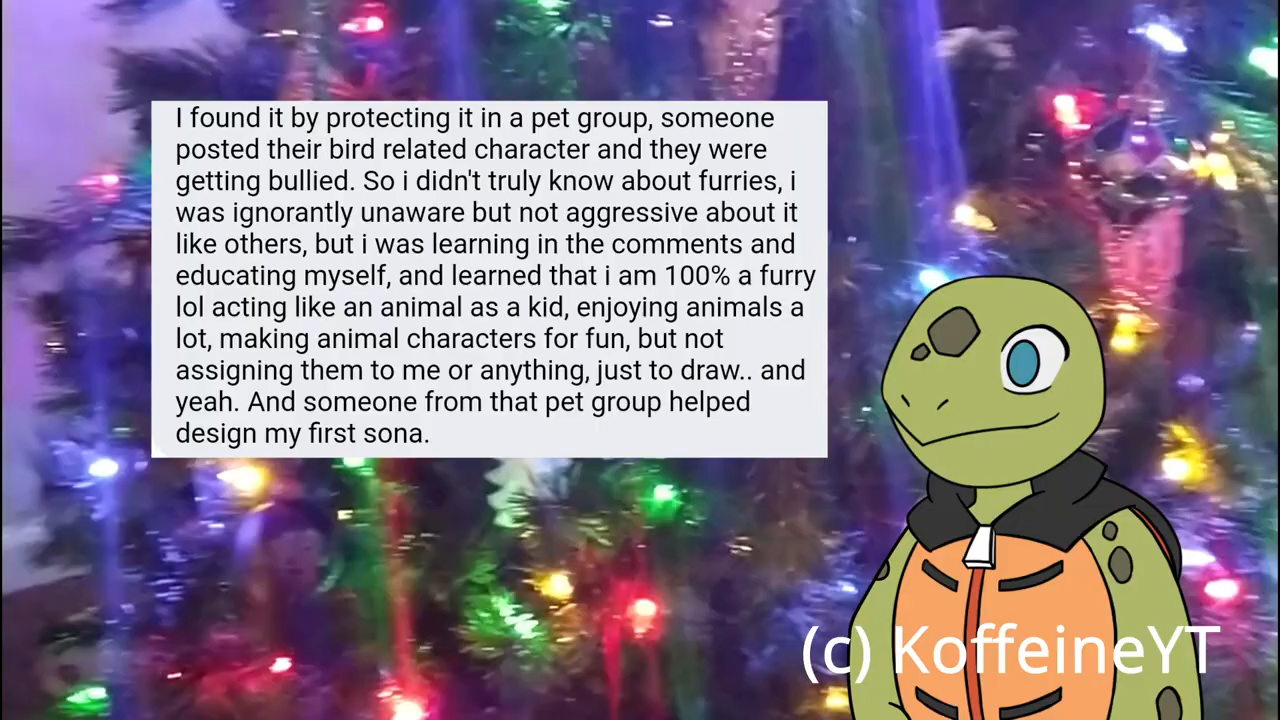 I found it by protecting it in a pet group, someone
posted their bird related character and they were
getting bullied. So i didn't truly know about furries, i
was ignorantly unaware but not aggressive about it
like others, but i was learning in the comments and
educating myself, and learned that i am 100% a furry
lol acting like an animal as a kid, enjoying animals a
lot, making animal characters for fun, but not
assigning them to me or anything, just to draw.. and
yeah. And someone from that pet group helped
design my first sona.
(c) KoffeineYT